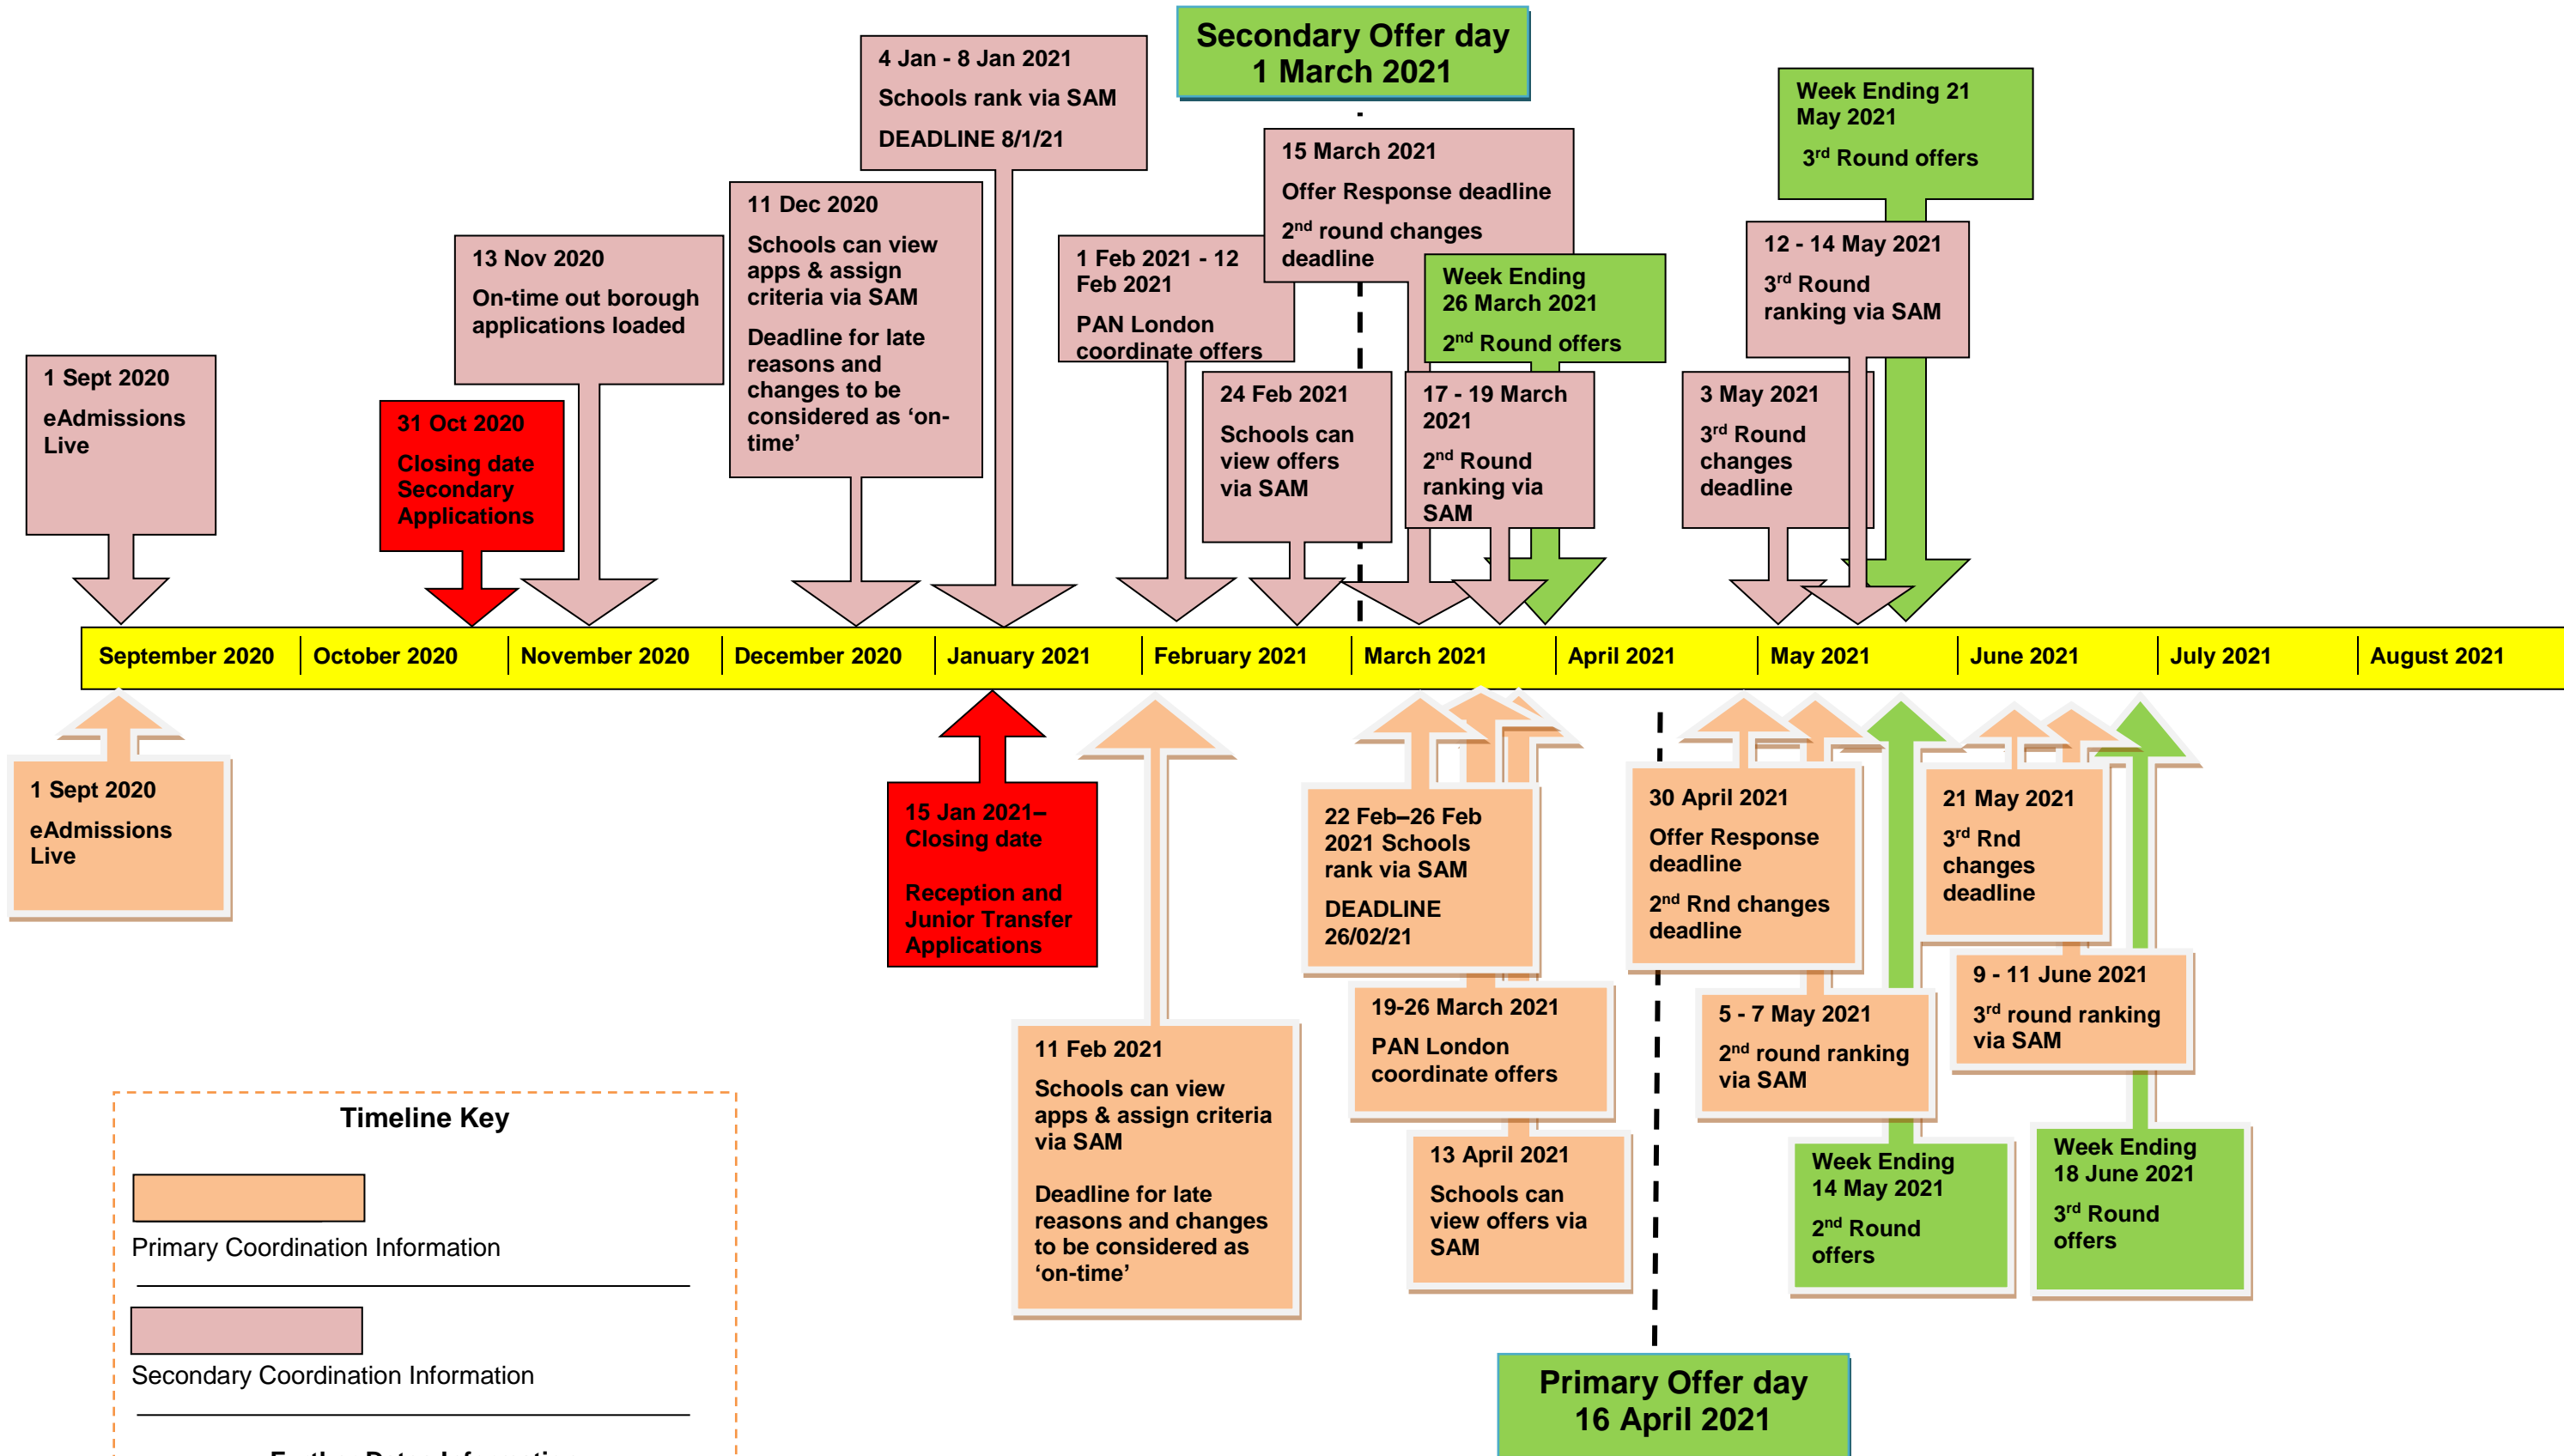 Secondary Offer day
1 March 2021
4 Jan - 8 Jan 2021
Schools rank via SAM
DEADLINE 8/1/21
Week Ending 21
May 2021
3rd Round offers
15 March 2021
Offer Response deadline
2nd round changes
deadline
11 Dec 2020
Schools can view
apps & assign
criteria via SAM
Deadline for late
reasons and
changes to be
considered as ‘on-
time’
13 Nov 2020
On-time out borough
applications loaded
1 Feb 2021 - 12
Feb 2021
PAN London
coordinate offers
Week Ending
26 March 2021
2nd Round offers
12 - 14 May 2021
3rd Round
ranking via SAM
1 Sept 2020
eAdmissions
Live
31 Oct 2020
Closing date
Secondary
Applications
24 Feb 2021
Schools can
view offers
via SAM
17 - 19 March
2021
2nd Round
ranking via
SAM
3 May 2021
3rd Round
changes
deadline
September 2020
October 2020
November 2020
December 2020
January 2021
February 2021
March 2021
April 2021
May 2021
June 2021
July 2021
August 2021
1 Sept 2020
eAdmissions
Live
15 Jan 2021–
Closing date
Reception and
Junior Transfer
Applications
11 Feb 2021
Schools can view
apps & assign criteria
via SAM
Deadline for late
reasons and changes
to be considered as
‘on-time’
22 Feb–26 Feb
2021 Schools
rank via SAM
DEADLINE
26/02/21
19-26 March 2021
PAN London
coordinate offers
13 April 2021
Schools can
view offers via
SAM
30 April 2021
Offer Response
deadline
2nd Rnd changes
deadline
5 - 7 May 2021
2nd round ranking
via SAM
Week Ending
14 May 2021
2nd Round
offers
21 May 2021
3rd Rnd
changes
deadline
9 - 11 June 2021
3rd round ranking
via SAM
Week Ending
18 June 2021
3rd Round
offers
Primary Offer day
16 April 2021
Timeline Key
Primary Coordination Information
Secondary Coordination Information